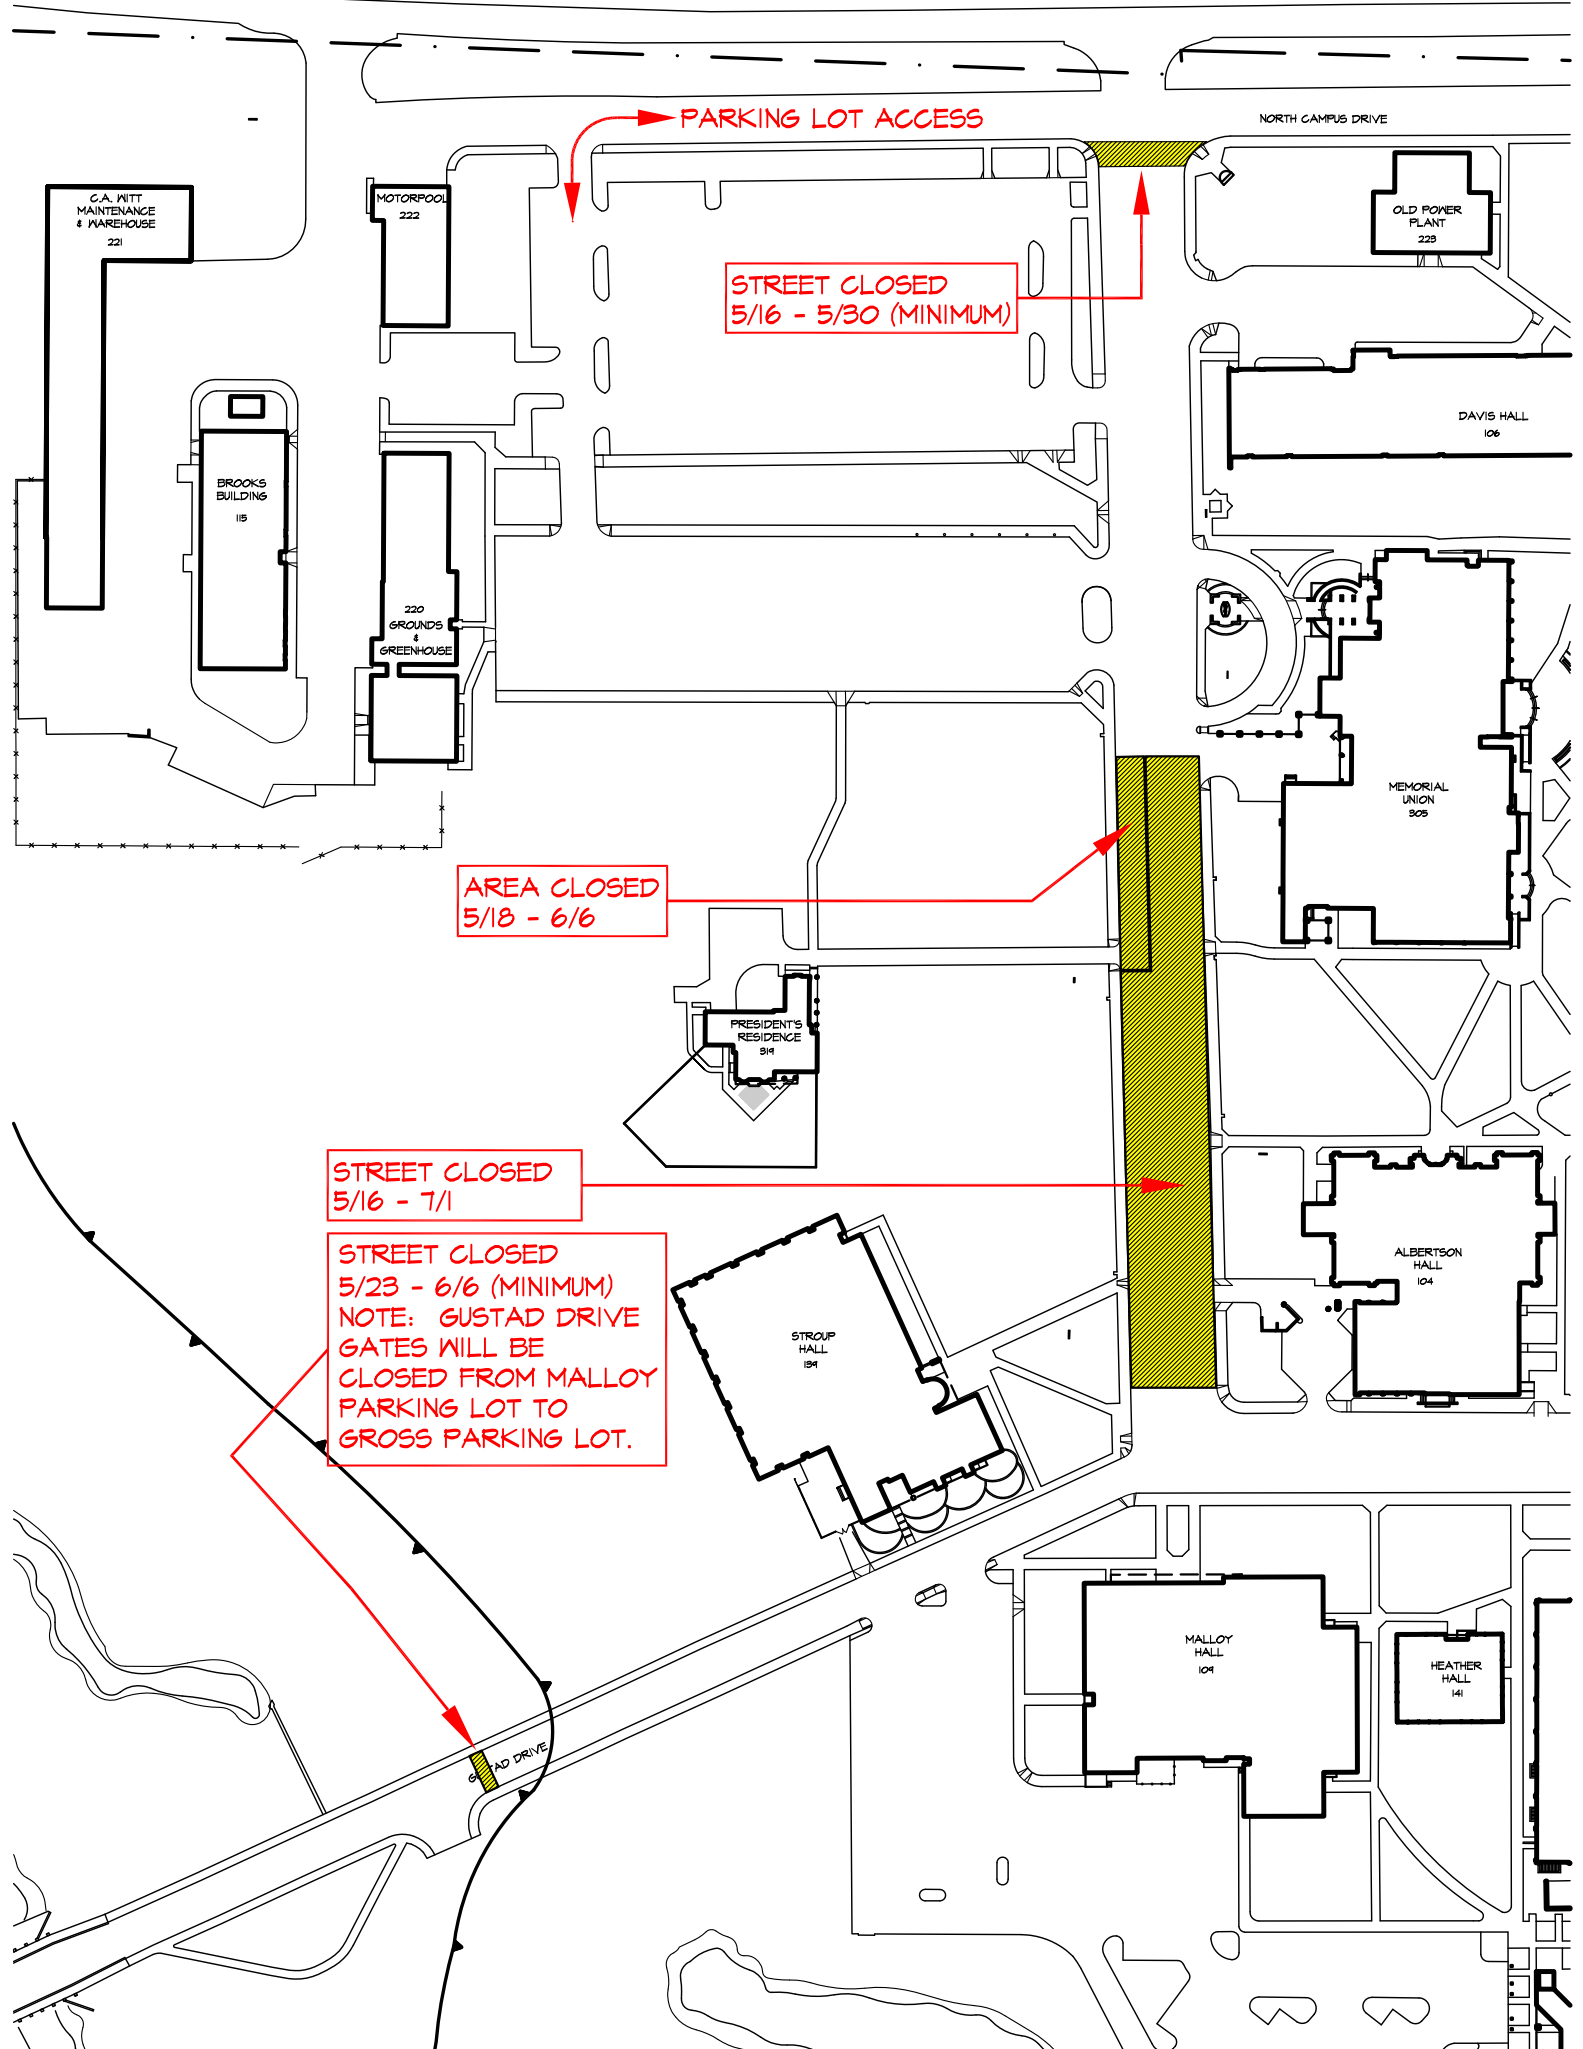 PARKING LOT ACCESS
NORTH CAMPUS DRIVE
C.A. WITT
MAINTENANCE
& WAREHOUSE
221
MOTORPOOL
222
OLD POWER
PLANT
223
STREET CLOSED
5/16 - 5/30 (MINIMUM)
DAVIS HALL
106
BROOKS
BUILDING
115
220
GROUNDS
&
GREENHOUSE
MEMORIAL
UNION
305
AREA CLOSED
5/18 - 6/6
PRESIDENT'S
RESIDENCE
319
STREET CLOSED
5/16 - 7/1
STREET CLOSED
5/23 - 6/6 (MINIMUM)
NOTE: GUSTAD DRIVE
GATES WILL BE
CLOSED FROM MALLOY
PARKING LOT TO
GROSS PARKING LOT.
ALBERTSON
HALL
104
STROUP
HALL
139
MALLOY
HALL
109
HEATHER
HALL
141
GUSTAD DRIVE